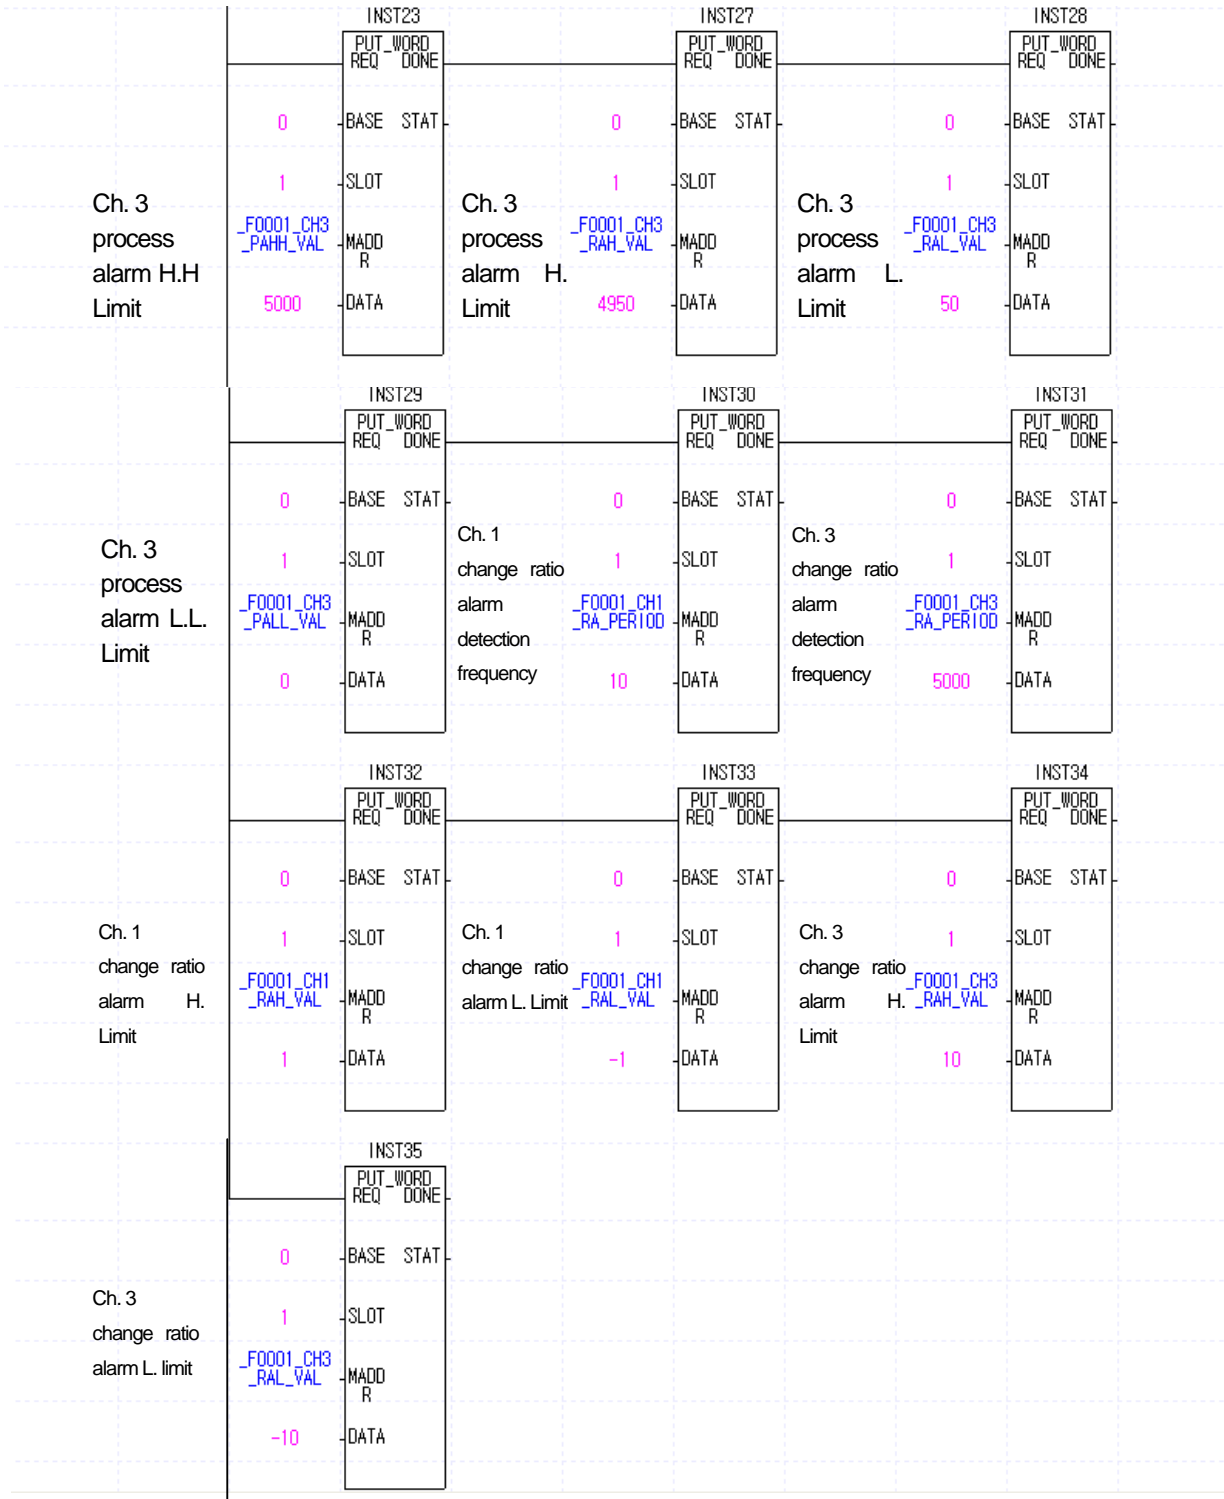 INST23
PUT_WORD
REQ DONE
BASE STAT
SLOT
MADD
R
DATA
0
1
_F0001_CH3
_PAHH_VAL
5000
Ch. 3
process
alarm H.H
Limit
INST27
PUT_WORD
REQ DONE
BASE STAT
SLOT
MADD
R
DATA
0
1
_F0001_CH3
_RAH_VAL
4950
Ch. 3
process
alarm H.
Limit
INST28
PUT_WORD
REQ DONE
BASE STAT
SLOT
MADD
R
DATA
0
1
_F0001_CH3
_RAL_VAL
50
Ch. 3
process
alarm L.
Limit
INST29
PUT_WORD
REQ DONE
BASE STAT
SLOT
MADD
R
DATA
0
1
_F0001_CH3
_PALL_VAL
0
Ch. 3
process
alarm L.L.
Limit
INST30
PUT_WORD
REQ DONE
BASE STAT
SLOT
MADD
R
DATA
0
1
_F0001_CH1
_RA_PERIOD
10
Ch. 1
change ratio
alarm
detection
frequency
INST31
PUT_WORD
REQ DONE
BASE STAT
SLOT
MADD
R
DATA
0
1
_F0001_CH3
_RA_PERIOD
5000
Ch. 3
change ratio
alarm
detection
frequency
INST32
PUT_WORD
REQ DONE
BASE STAT
SLOT
MADD
R
DATA
0
1
_F0001_CH1
_RAH_VAL
1
Ch. 1
change ratio
alarm H.
Limit
INST33
PUT_WORD
REQ DONE
BASE STAT
SLOT
MADD
R
DATA
0
1
_F0001_CH1
_RAL_VAL
-1
Ch. 1
change ratio
alarm L. Limit
INST34
PUT_WORD
REQ DONE
BASE STAT
SLOT
MADD
R
DATA
0
1
_F0001_CH3
_RAH_VAL
10
Ch. 3
change ratio
alarm H.
Limit
INST35
PUT_WORD
REQ DONE
BASE STAT
SLOT
MADD
R
DATA
0
1
_F0001_CH3
_RAL_VAL
-10
Ch. 3
change ratio
alarm L. limit